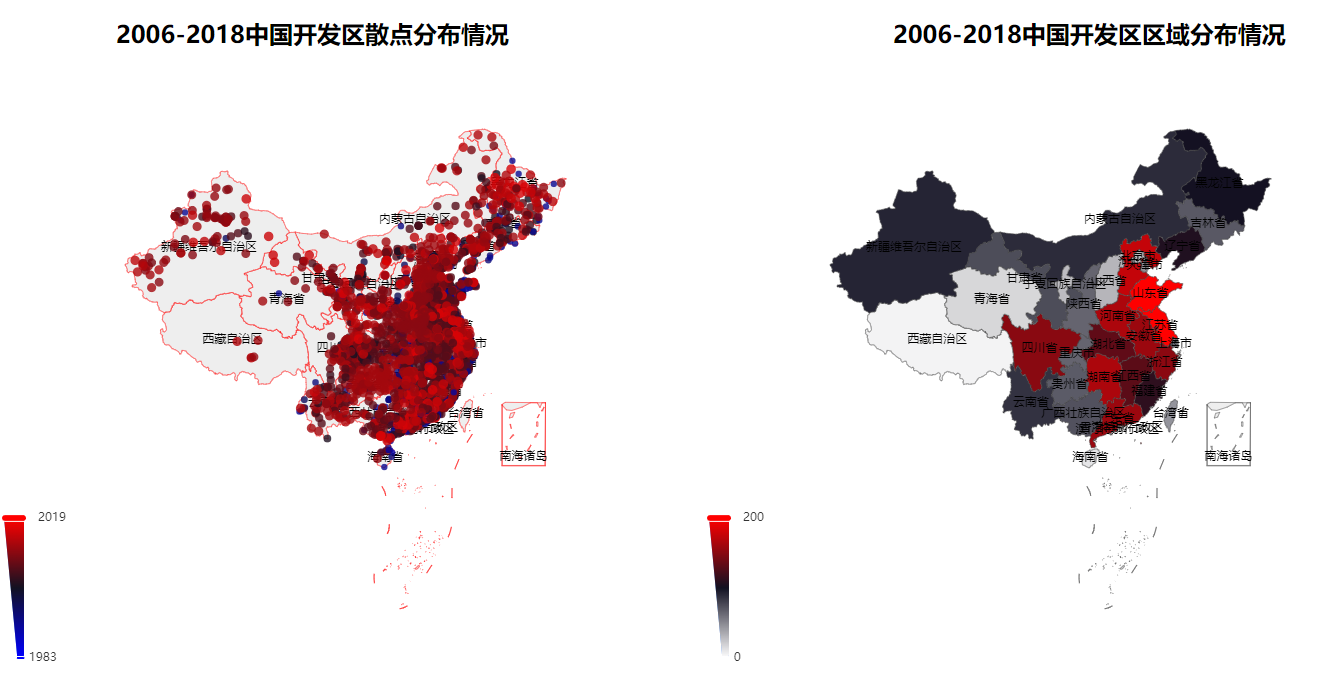 2006-2018中国开发区散点分布情况
内蒙古自治区
新疆维吾尔自治区
青海省
西藏自治区
台湾省
海南省
南海诸岛
2019
1983
2006-2018中国开发区区域分布情况
黑龙江省
内蒙古自治区
吉林省
新疆维吾尔自治区
辽宁省
甘肃省
宁夏回族自治区
山西省
青海省
山东省
陕西省
河南省
江苏省
西藏自治区
安徽省
上海市
四川省
湖北省
重庆市
浙江省
湖南省
江西省
贵州省
福建省
云南省
广西壮族自治区
台湾省
海南省
南海诸岛
200
0